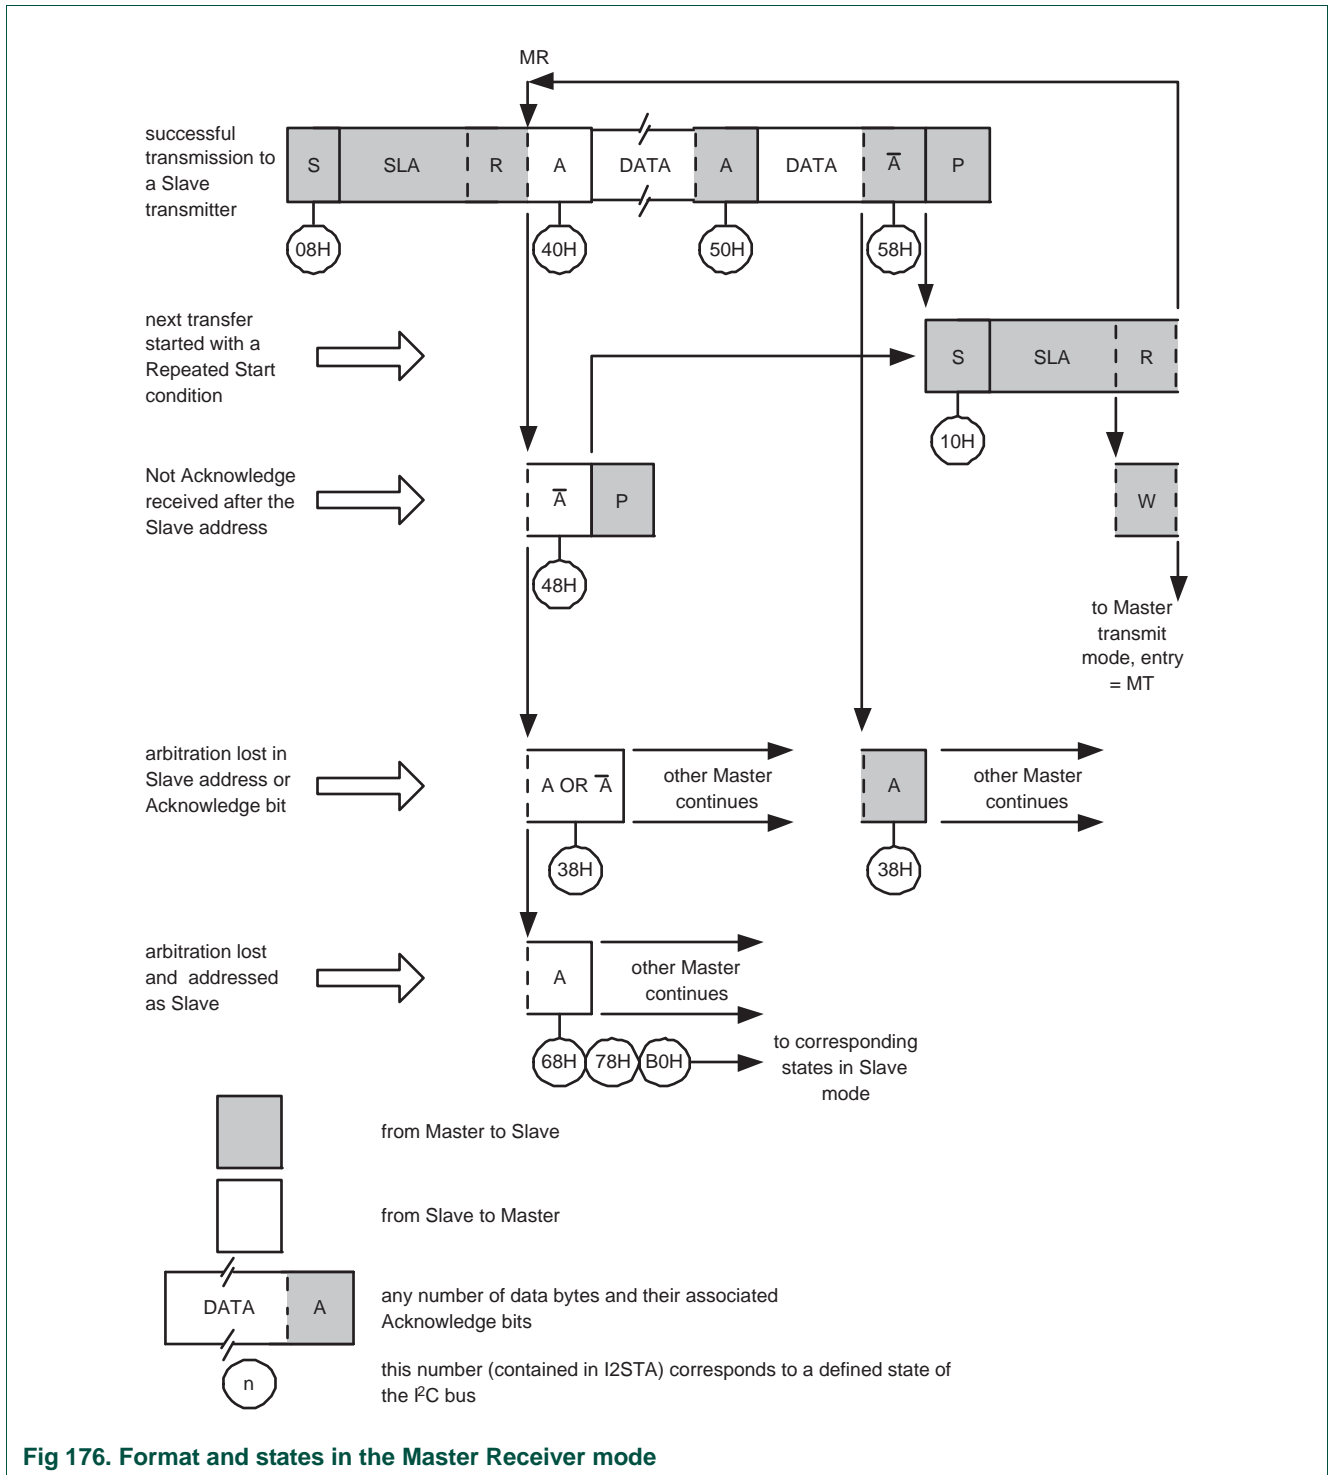 MR
successful
transmission to
a Slave
transmitter
S SLA R A DATA A DATA A̅ P
08H 40H 50H 58H
next transfer
started with a
Repeated Start
condition
S SLA R
10H
Not Acknowledge
received after the
Slave address
A̅ P
W
48H
to Master
transmit
mode, entry
= MT
arbitration lost in
Slave address or
Acknowledge bit
A OR A̅
other Master
continues
A
other Master
continues
38H 38H
arbitration lost
and addressed
as Slave
A
other Master
continues
68H 78H B0H
to corresponding
states in Slave
mode
from Master to Slave
from Slave to Master
DATA A
any number of data bytes and their associated
Acknowledge bits
n
this number (contained in I2STA) corresponds to a defined state of
the I²C bus
Fig 176. Format and states in the Master Receiver mode